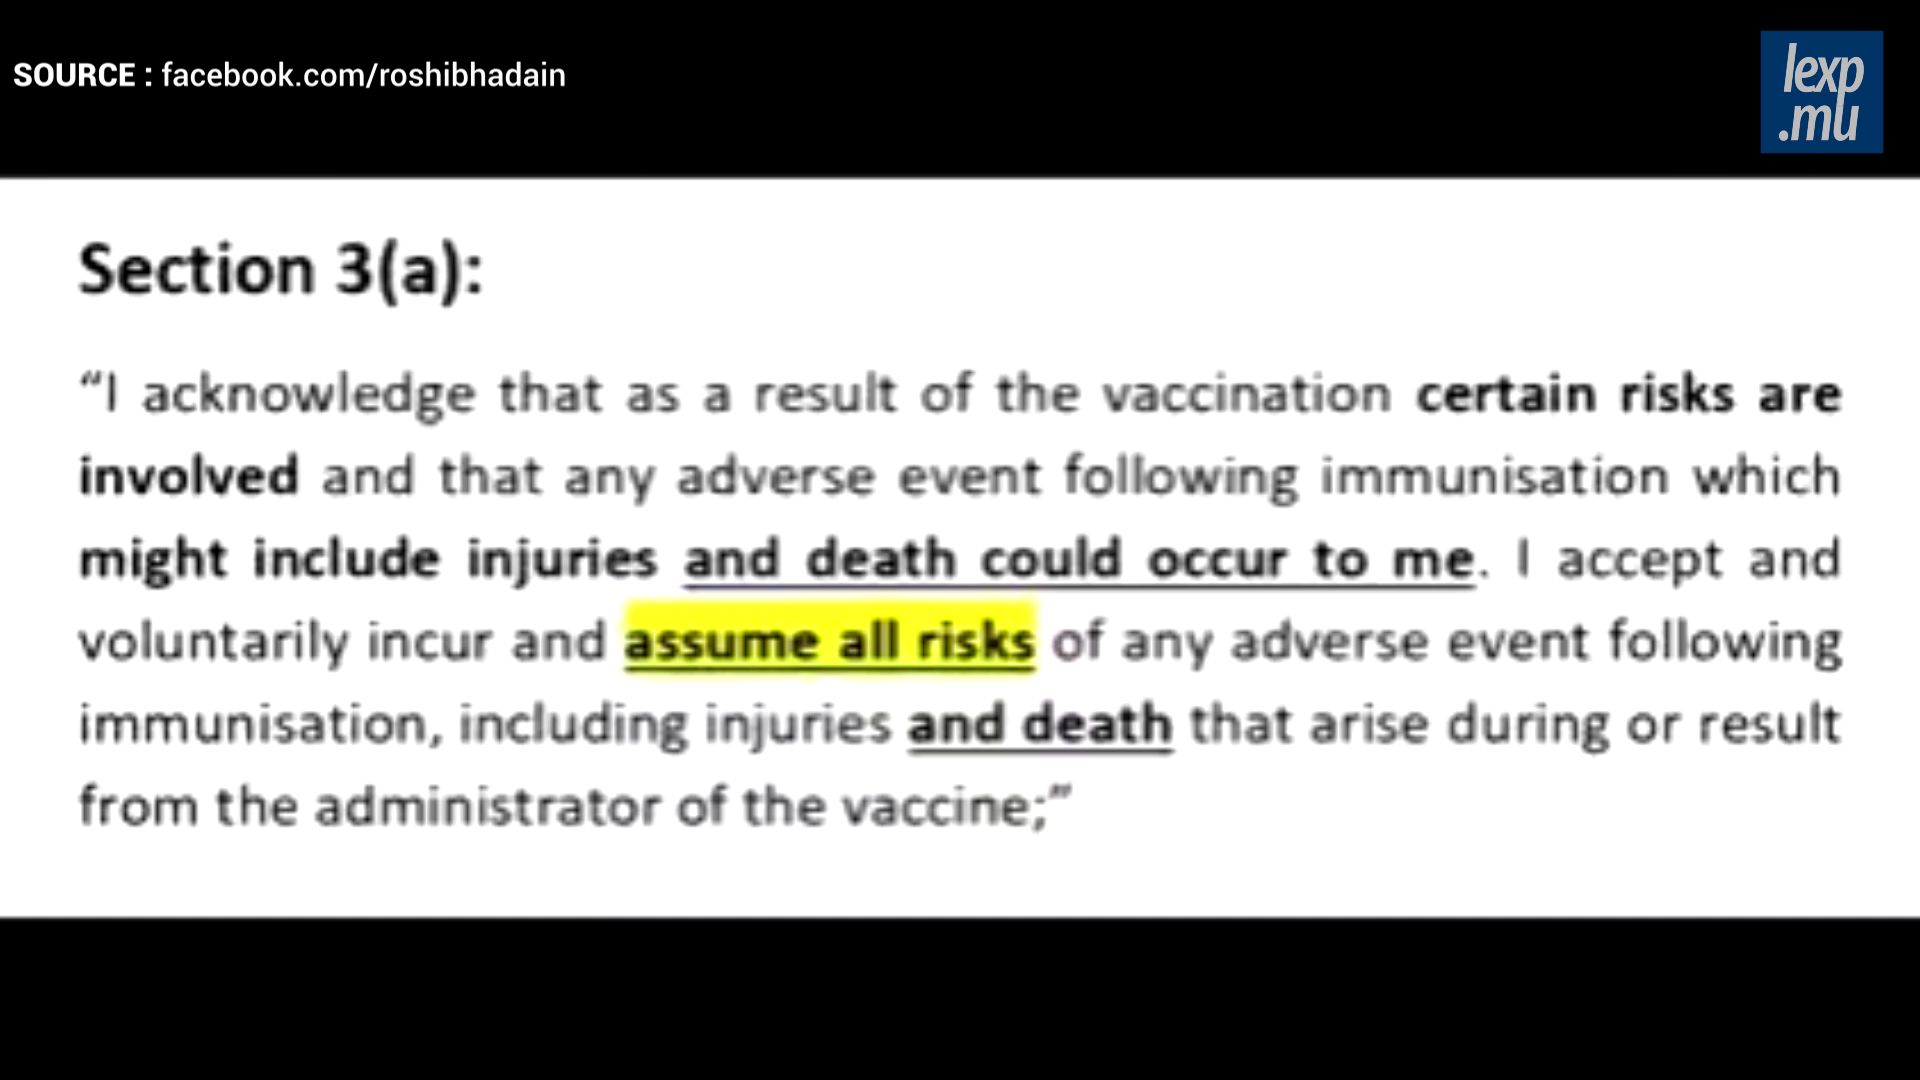 SOURCE : facebook.com/roshibhadain
lexp
.mu
Section 3(a):
“I acknowledge that as a result of the vaccination certain risks are
involved and that any adverse event following immunisation which
might include injuries and death could occur to me. I accept and
voluntarily incur and assume all risks of any adverse event following
immunisation, including injuries and death that arise during or result
from the administrator of the vaccine;”